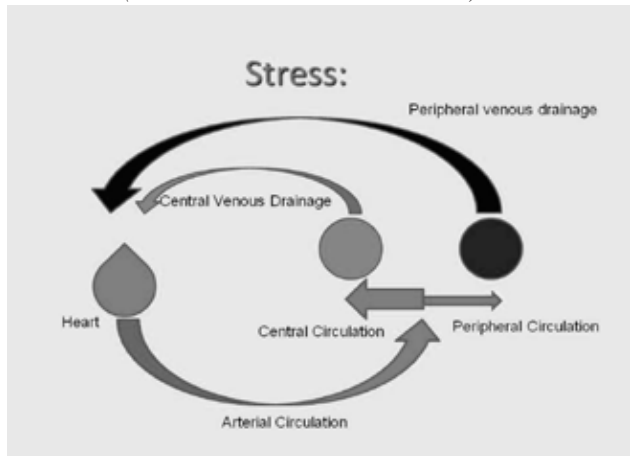 Stress:
Peripheral venous drainage
Central Venous Drainage
Heart
Central Circulation
Peripheral Circulation
Arterial Circulation